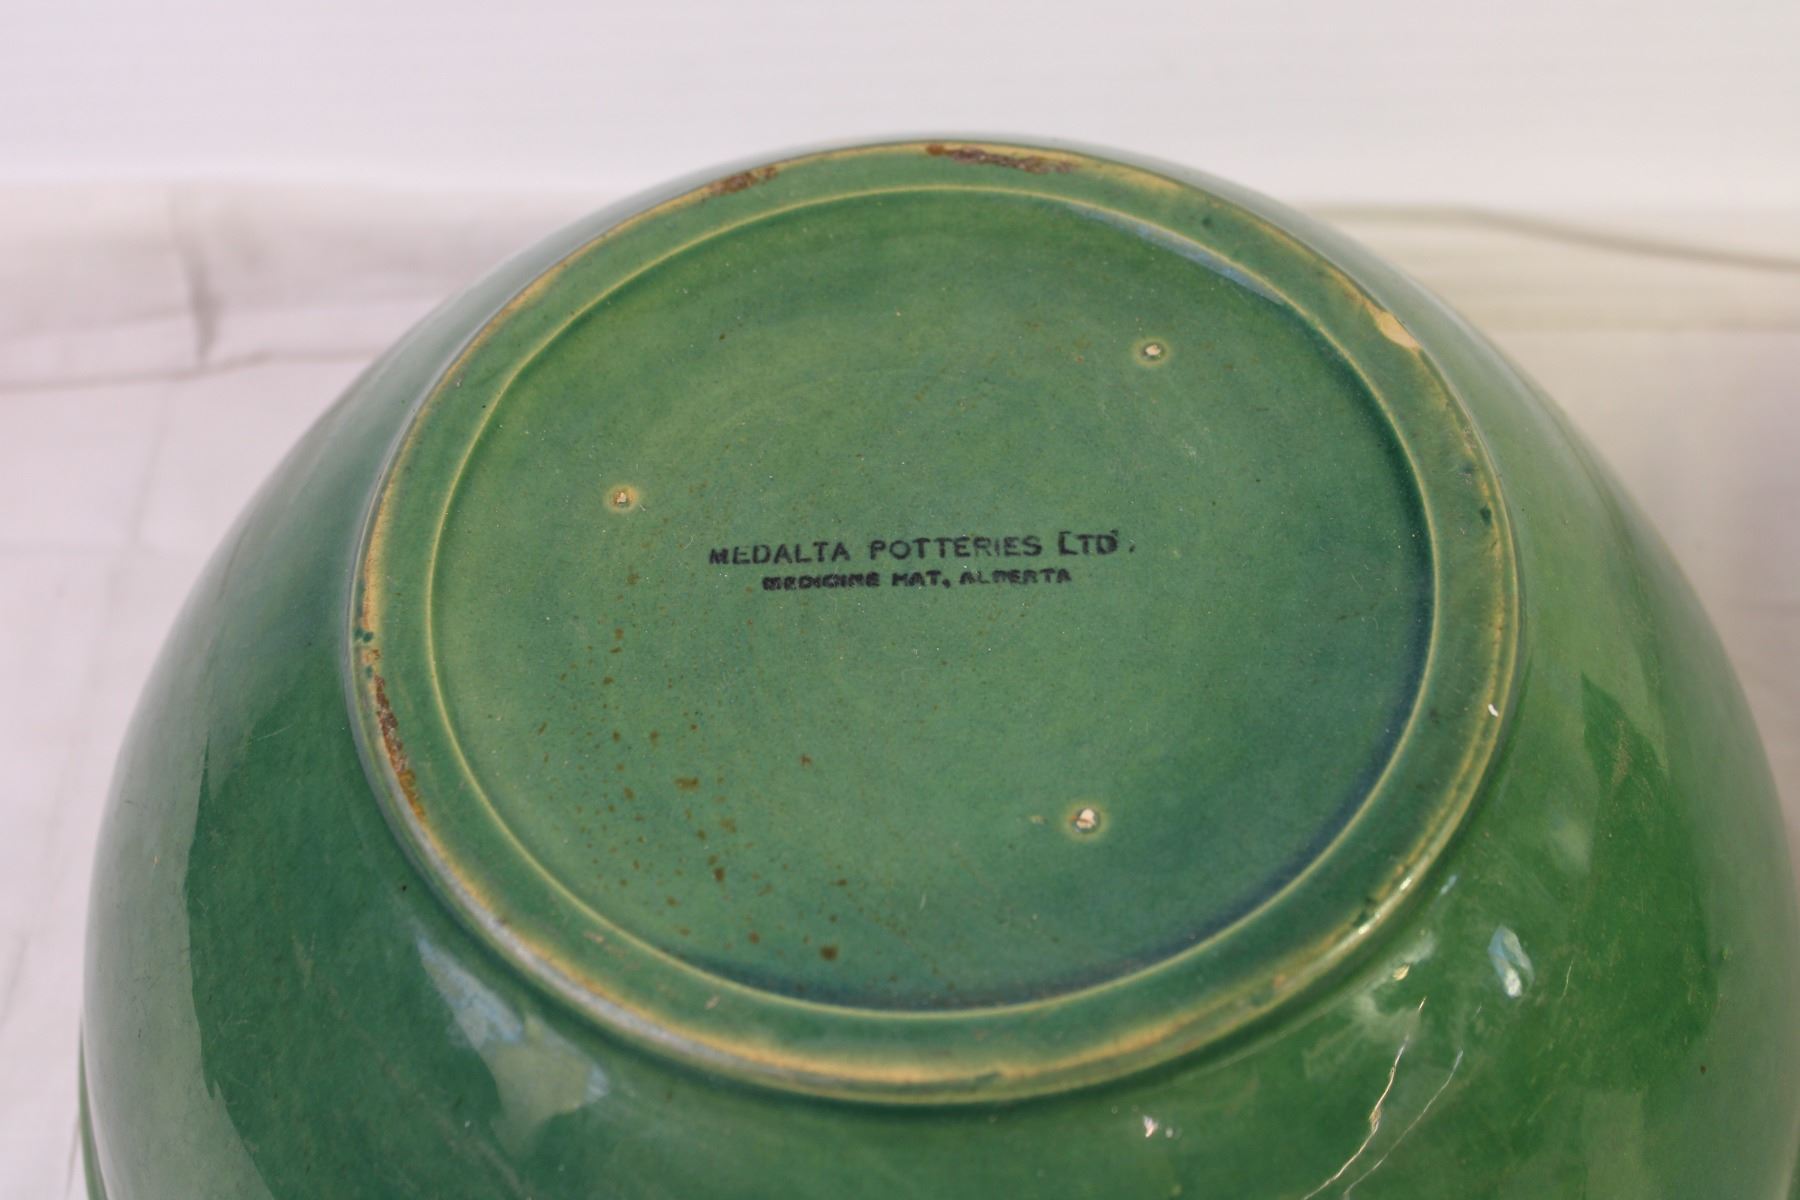 MEDALTA POTTERIES LTD.
MEDICINE HAT, ALBERTA